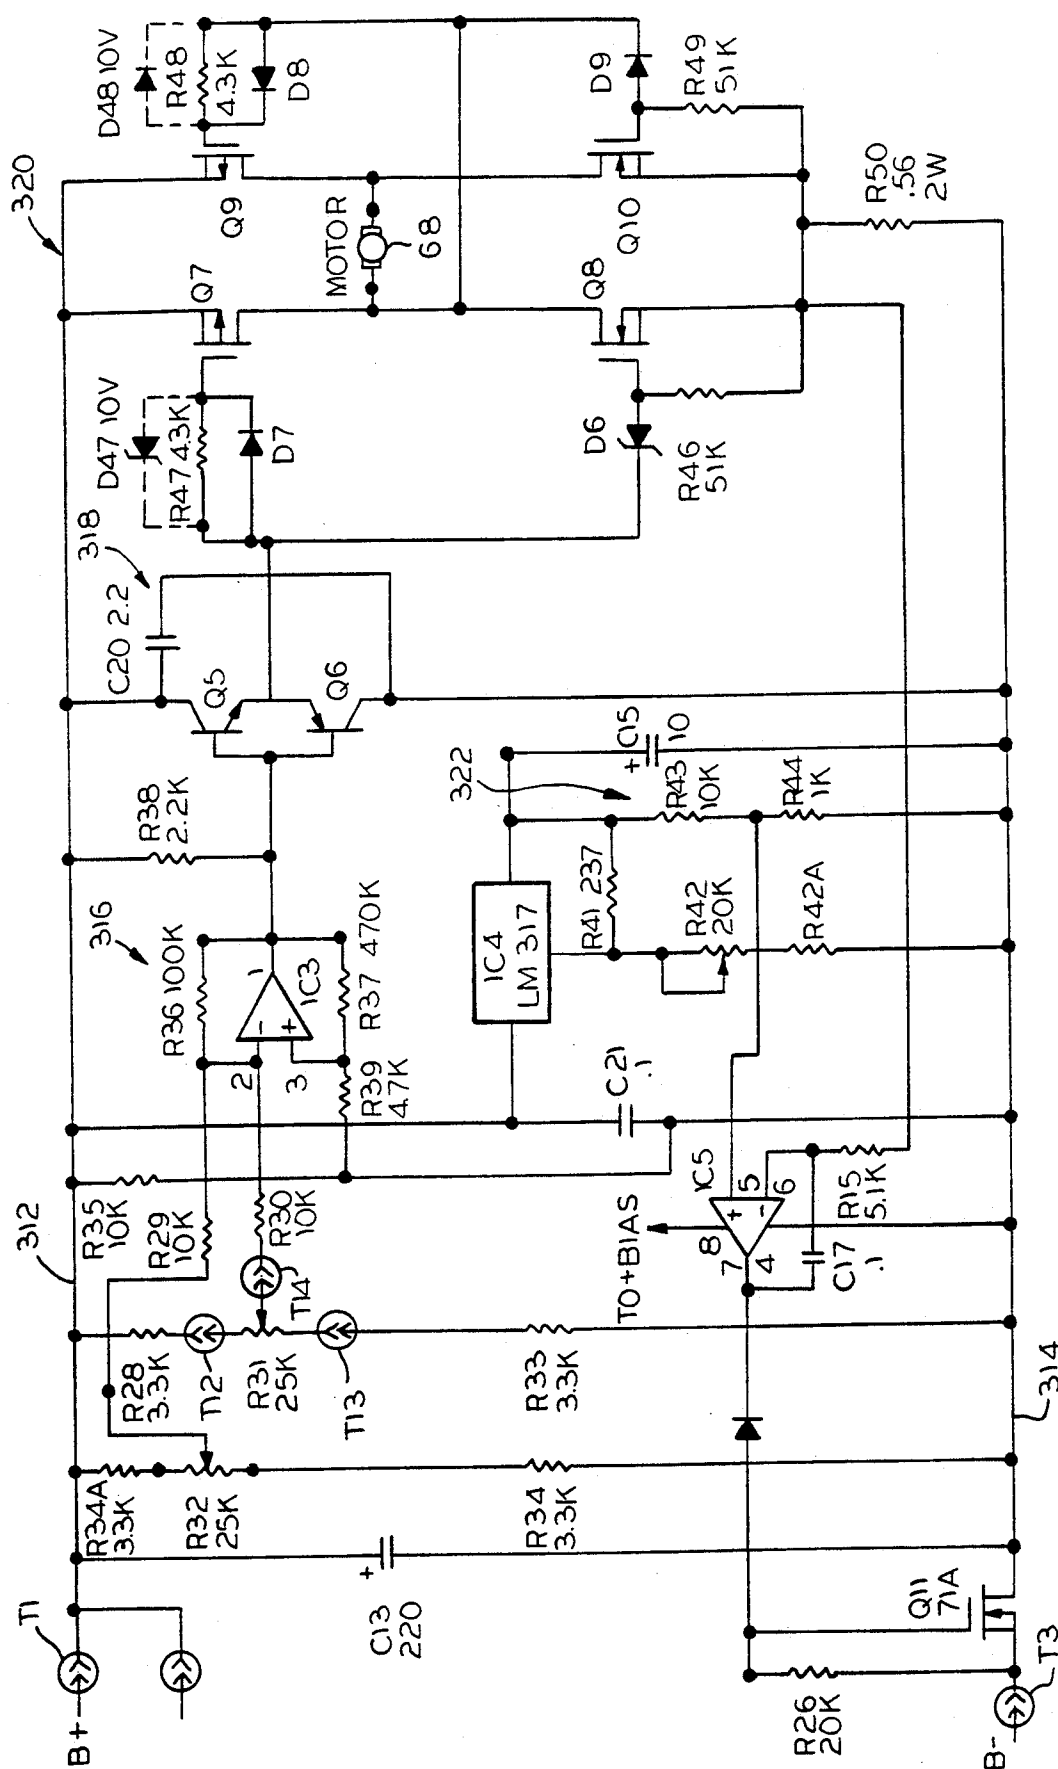 B+
T1
312
R34A
3.3K
R32
25K
C13
220
R34
3.3K
R28
3.3K
T12
R31
25K
T13
R33
3.3K
R35
10K
R29
10K
R30
10K
T14
316
R36 100K
2
3
-
+
1
IC3
R37 470K
R39
4.7K
R38
2.2K
C20 2.2
318
Q5
Q6
D47 10V
R47 4.3K
D7
Q7
320
D48 10V
R48
4.3K
D8
Q9
MOTOR
68
D6
R46
51K
Q8
Q10
D9
R49
51K
R50
.56
2W
IC4
LM 317
C21
.1
R41 237
R42
20K
R42A
322
R43
10K
R44
1K
C15
+
10
TO+BIAS
IC5
8
7
4
5
6
+
-
C17
.1
R15
5.1K
R26
20K
Q11
71A
314
B-
T3